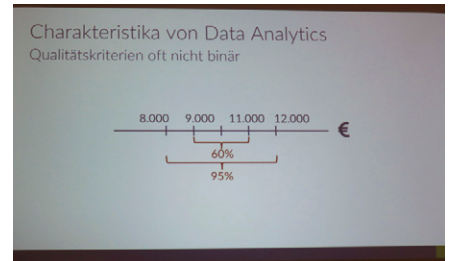 Charakteristika von Data Analytics
Qualitätskriterien oft nicht binär
8.000 9.000 11.000 12.000
€
60%
95%